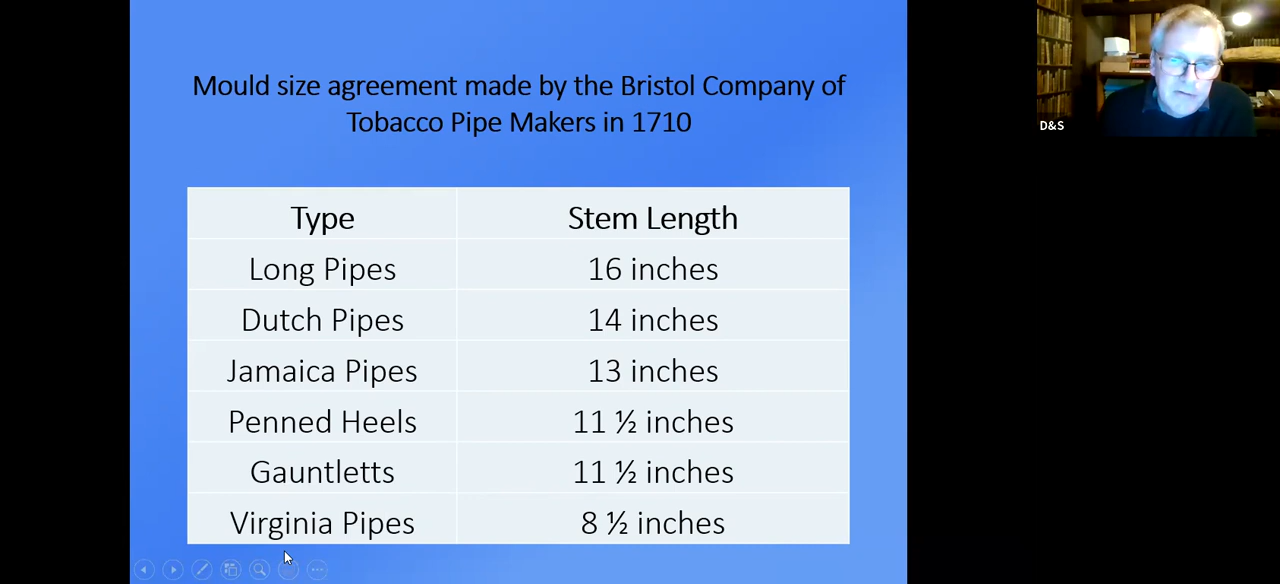 Mould size agreement made by the Bristol Company of
Tobacco Pipe Makers in 1710
Type Stem Length
Long Pipes 16 inches
Dutch Pipes 14 inches
Jamaica Pipes 13 inches
Penned Heels 11 ½ inches
Gauntletts 11 ½ inches
Virginia Pipes 8 ½ inches
D&S